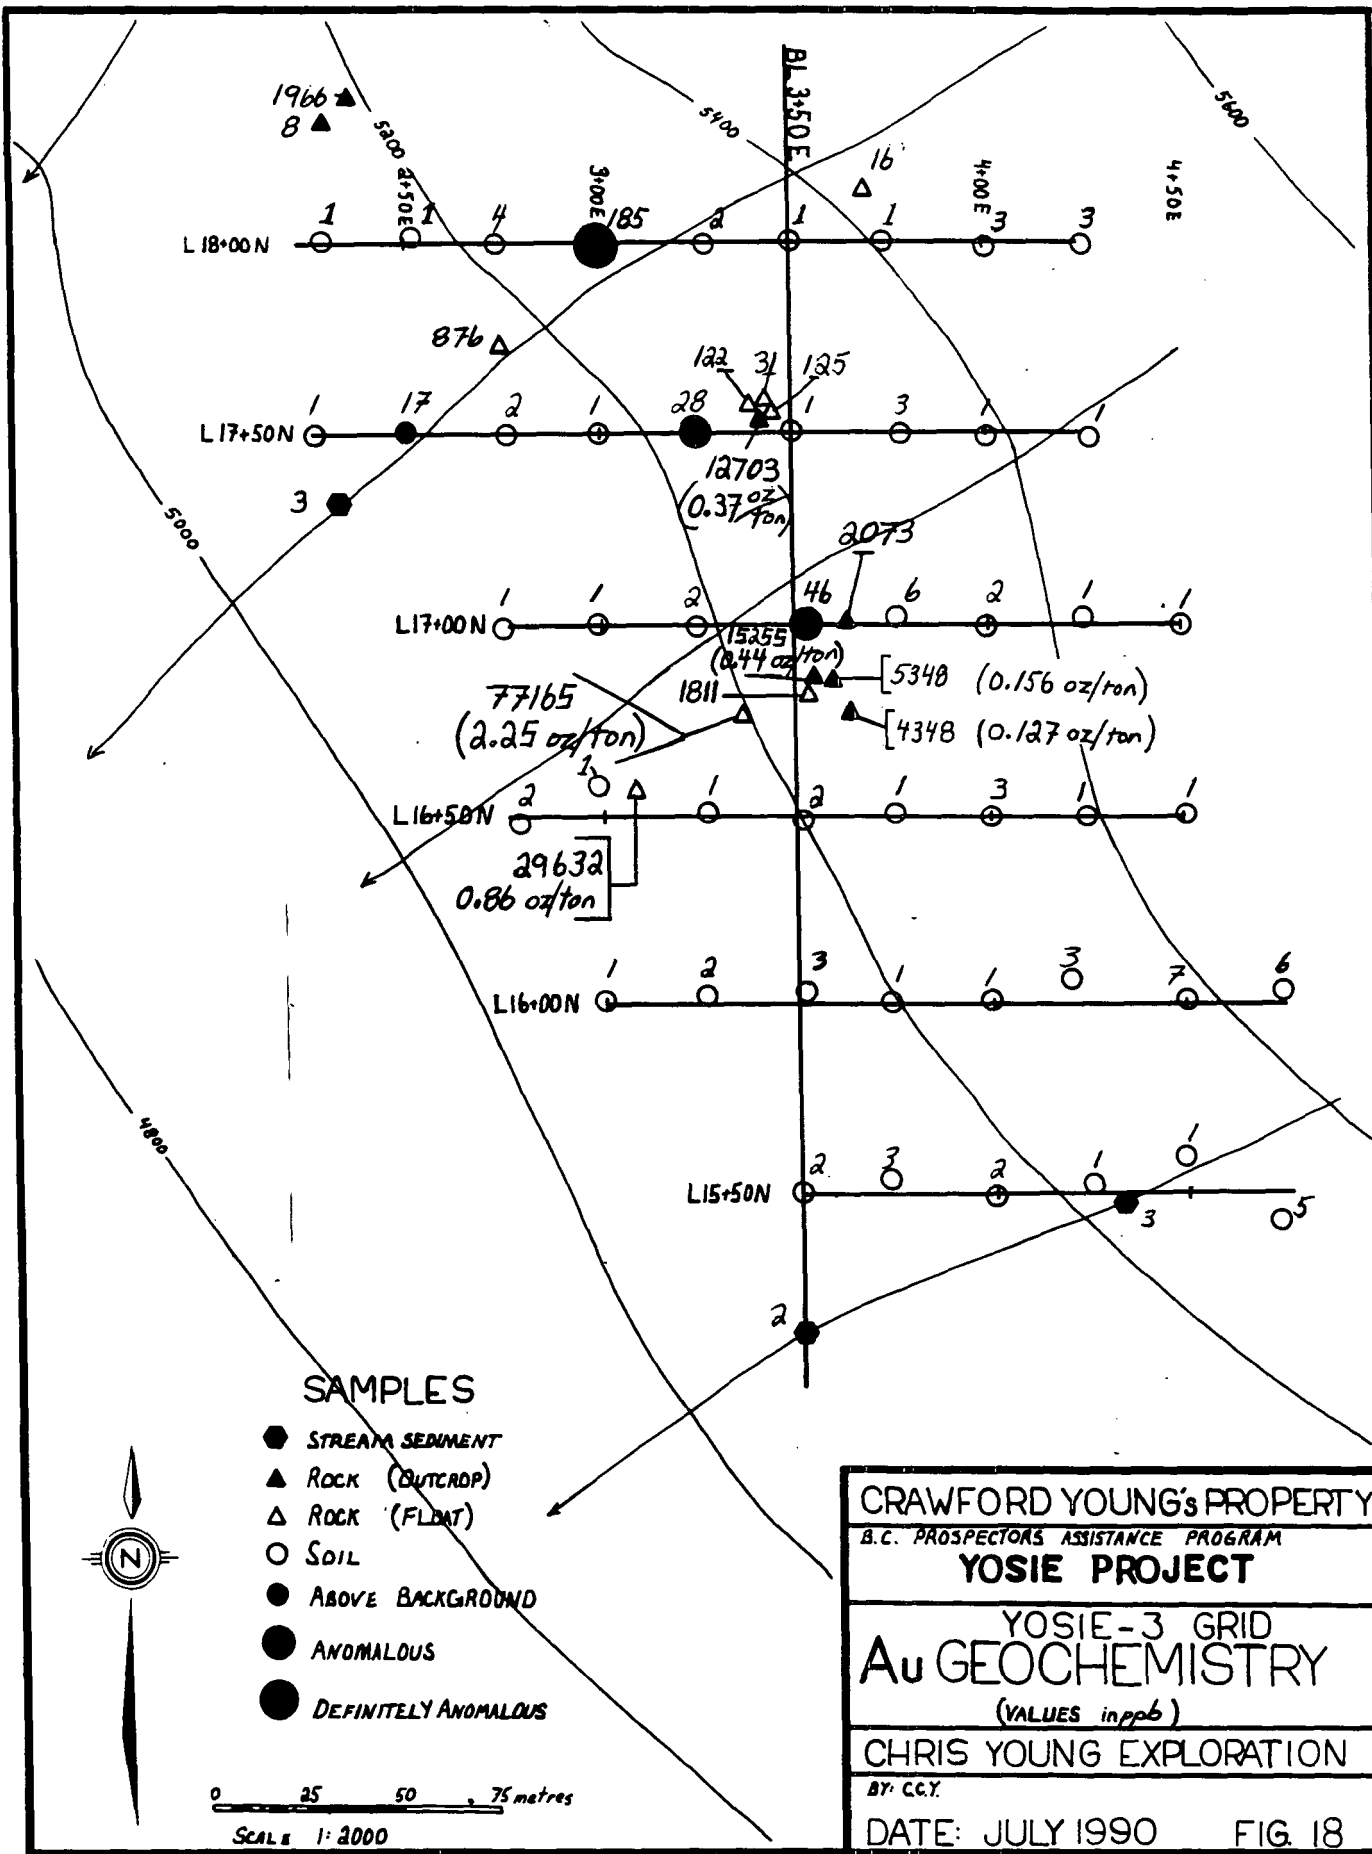 1966
8
5200
5400
5600
BL 3+50E
2+50E
3+00E
4+00E
4+50E
16
L 18+00 N
1
1
4
185
2
1
1
3
3
876
122
31
125
L 17+50 N
1
17
2
1
28
1
3
1
1
12703
(0.37 oz/ton)
3
5000
2073
L17+00 N
1
1
2
46
6
2
1
1
15255
(0.44 oz/ton)
5348 (0.156 oz/ton)
1811
4348 (0.127 oz/ton)
77165
(2.25 oz/ton)
L16+50N
2
1
1
2
1
3
1
1
29632
0.86 oz/ton
L16+00N
1
2
3
1
1
3
7
6
4800
L15+50N
2
3
2
1
1
3
5
2
SAMPLES
STREAM SEDIMENT
ROCK (OUTCROP)
ROCK (FLOAT)
SOIL
ABOVE BACKGROUND
ANOMALOUS
DEFINITELY ANOMALOUS
N
0 25 50 75 metres
SCALE 1:2000
CRAWFORD YOUNG's PROPERTY
B.C. PROSPECTORS ASSISTANCE PROGRAM
YOSIE PROJECT
YOSIE-3 GRID
Au GEOCHEMISTRY
(VALUES in ppb)
CHRIS YOUNG EXPLORATION
BY: C.C.Y.
DATE: JULY 1990 FIG. 18